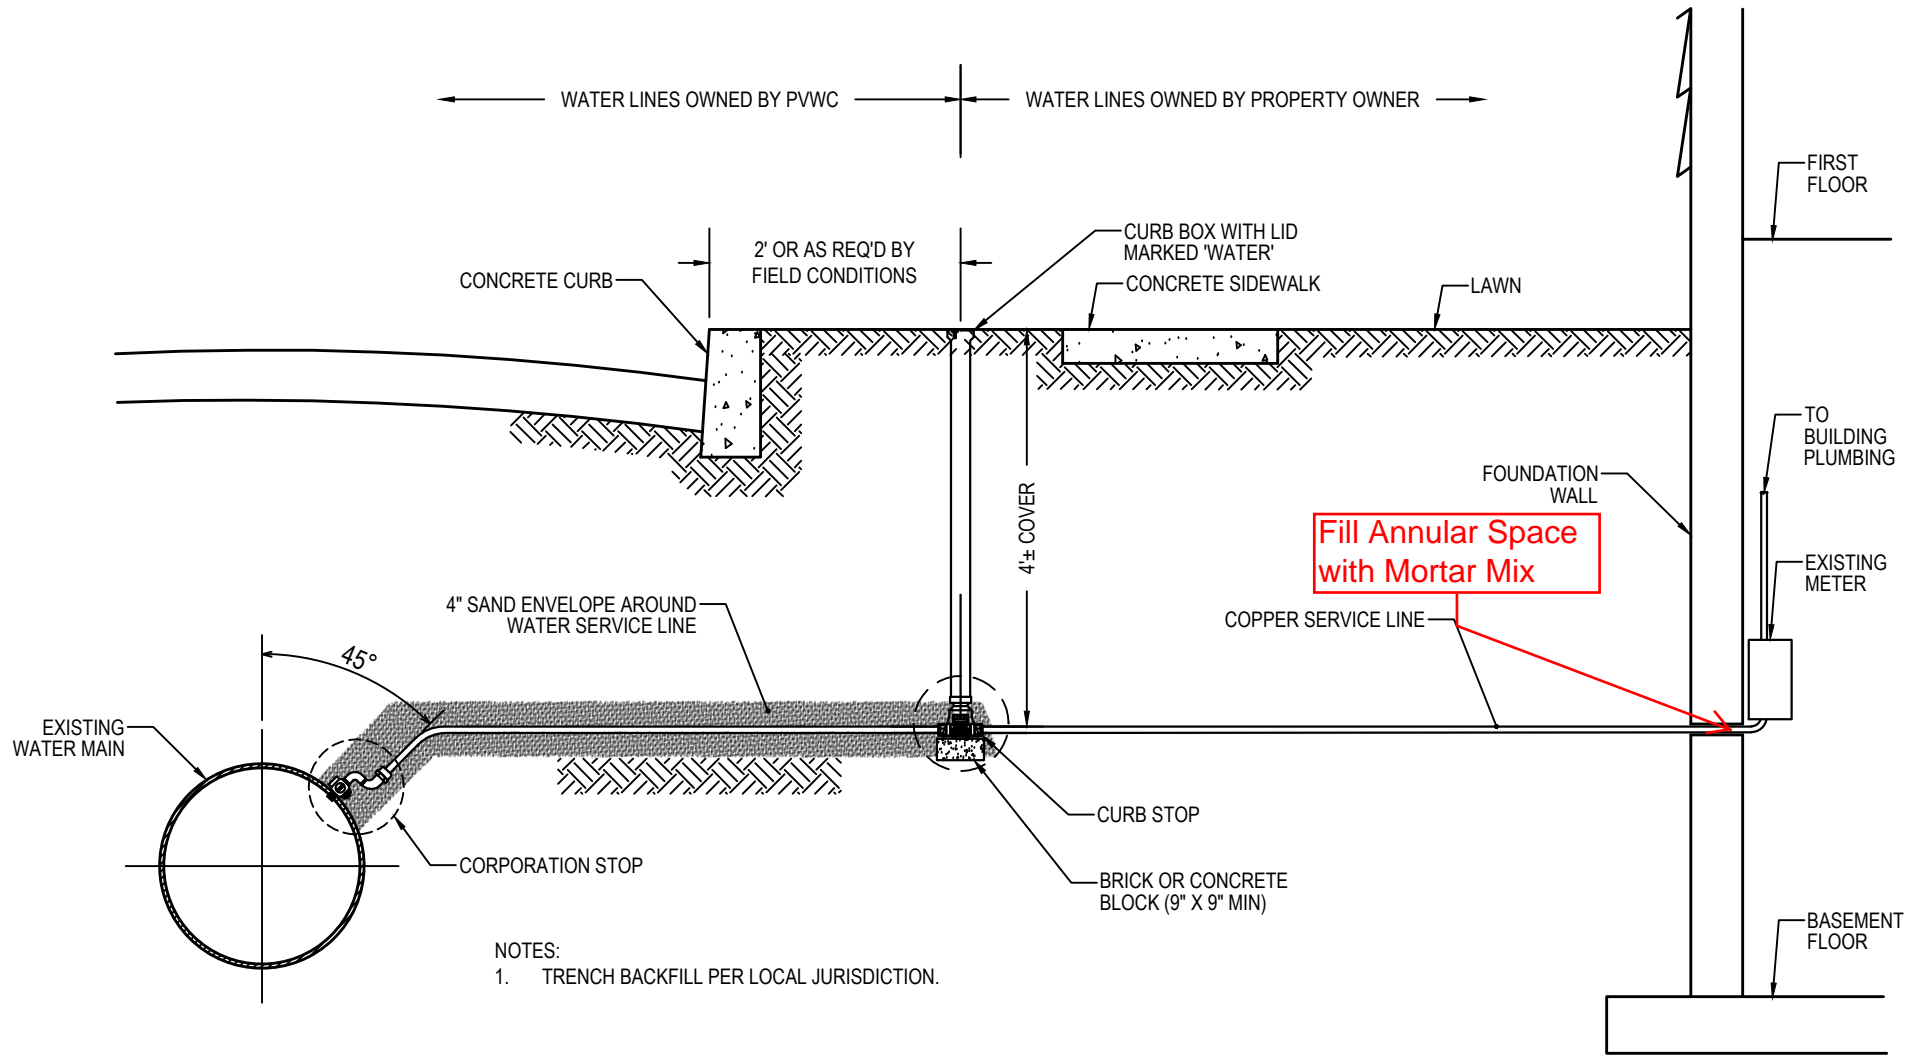 WATER LINES OWNED BY PVWC
WATER LINES OWNED BY PROPERTY OWNER
FIRST
FLOOR
2' OR AS REQ'D BY
FIELD CONDITIONS
CURB BOX WITH LID
MARKED 'WATER'
CONCRETE CURB
CONCRETE SIDEWALK
LAWN
TO
BUILDING
PLUMBING
FOUNDATION
WALL
4'± COVER
Fill Annular Space
with Mortar Mix
EXISTING
METER
4" SAND ENVELOPE AROUND
WATER SERVICE LINE
COPPER SERVICE LINE
45°
EXISTING
WATER MAIN
CURB STOP
CORPORATION STOP
BRICK OR CONCRETE
BLOCK (9" X 9" MIN)
BASEMENT
FLOOR
NOTES:
1. TRENCH BACKFILL PER LOCAL JURISDICTION.